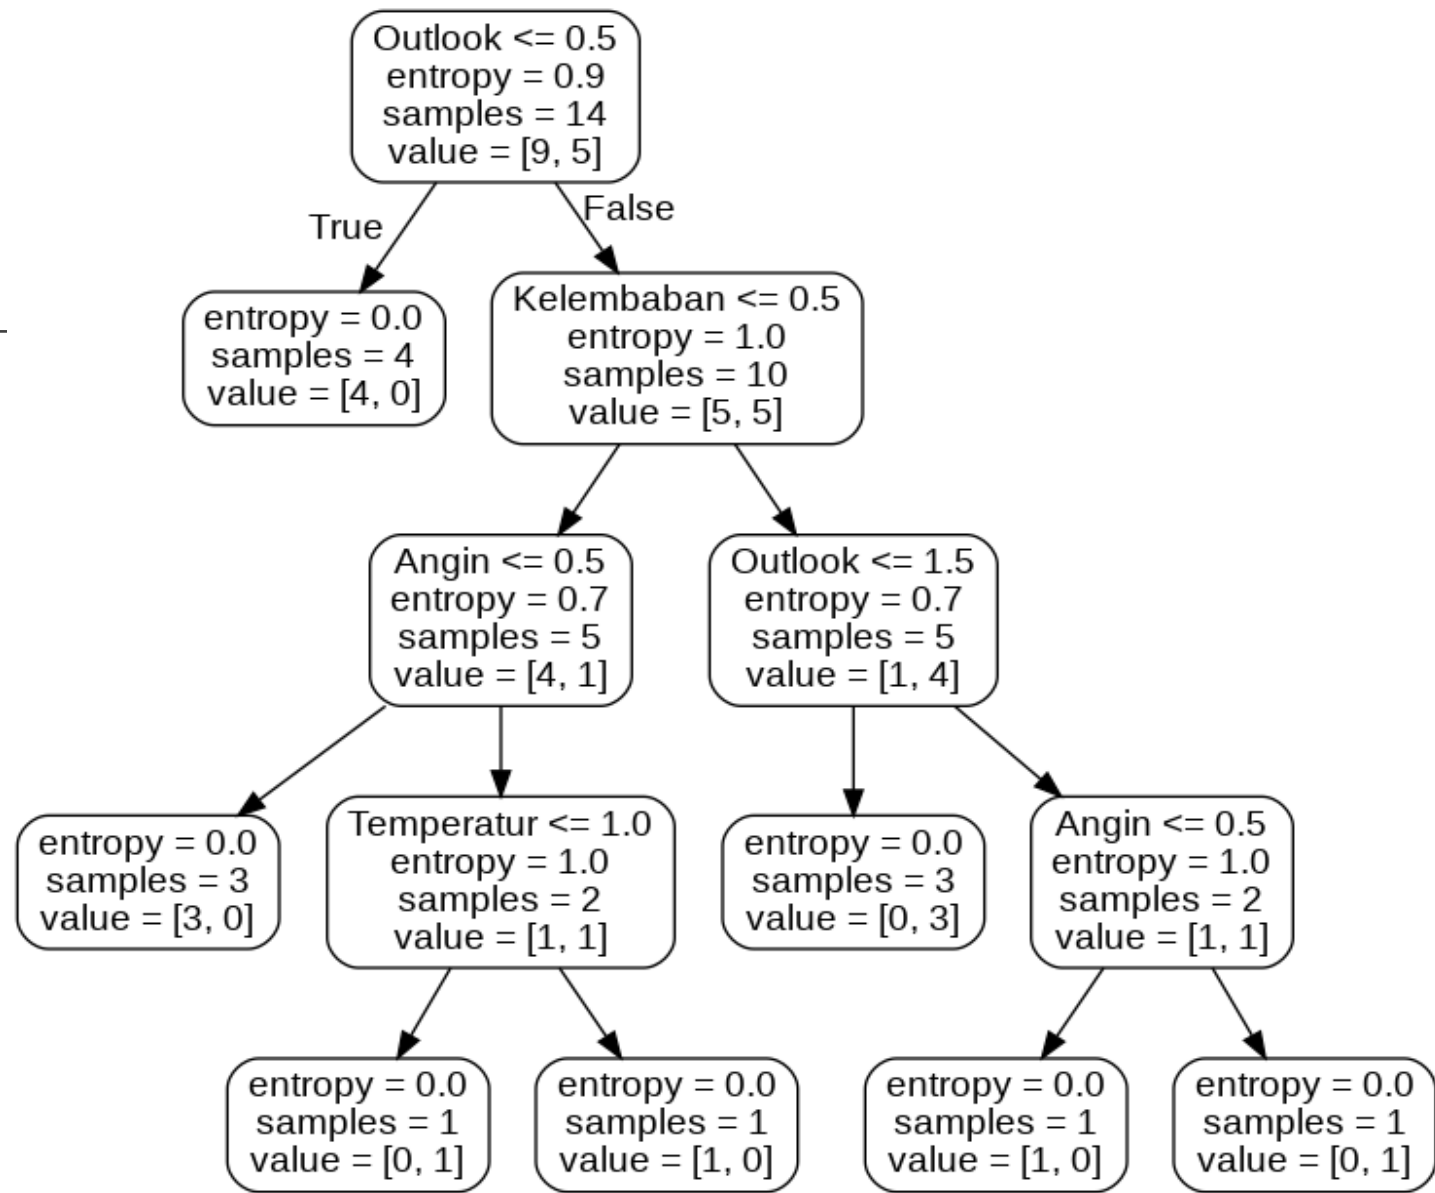 Outlook <= 0.5
entropy = 0.9
samples = 14
value = [9, 5]
True
False
entropy = 0.0
samples = 4
value = [4, 0]
Kelembaban <= 0.5
entropy = 1.0
samples = 10
value = [5, 5]
Angin <= 0.5
entropy = 0.7
samples = 5
value = [4, 1]
Outlook <= 1.5
entropy = 0.7
samples = 5
value = [1, 4]
entropy = 0.0
samples = 3
value = [3, 0]
Temperatur <= 1.0
entropy = 1.0
samples = 2
value = [1, 1]
entropy = 0.0
samples = 3
value = [0, 3]
Angin <= 0.5
entropy = 1.0
samples = 2
value = [1, 1]
entropy = 0.0
samples = 1
value = [0, 1]
entropy = 0.0
samples = 1
value = [1, 0]
entropy = 0.0
samples = 1
value = [1, 0]
entropy = 0.0
samples = 1
value = [0, 1]